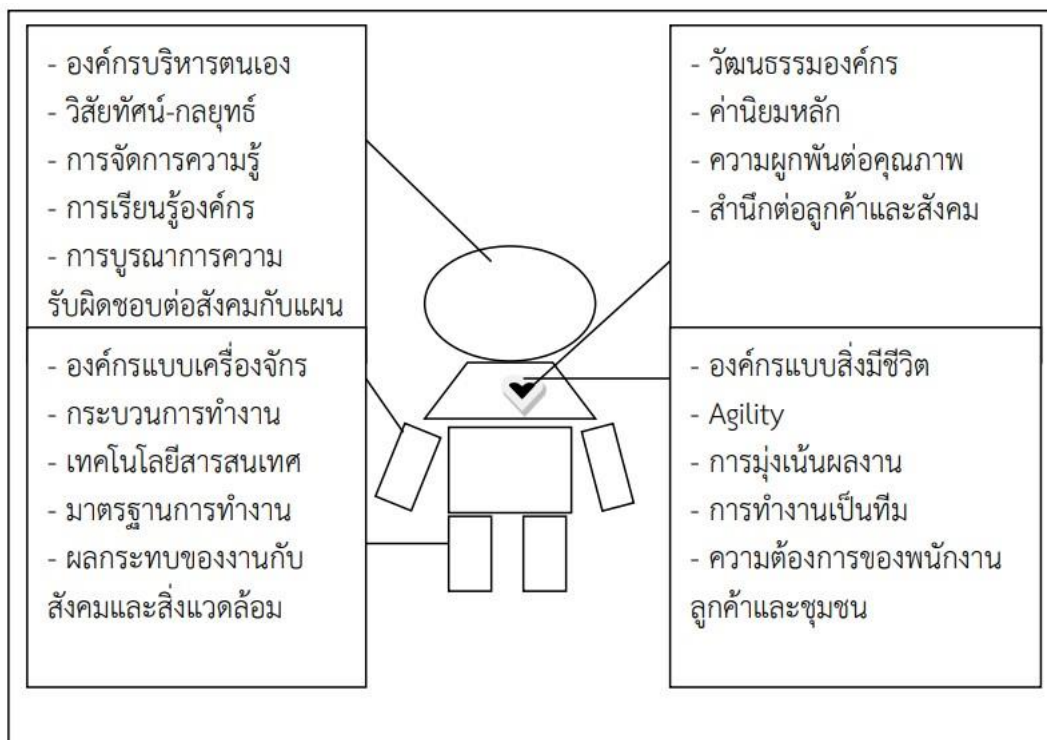 - องค์กรบริหารตนเอง
- วิสัยทัศน์-กลยุทธ์
- การจัดการความรู้
- การเรียนรู้องค์กร
- การบูรณาการความ
รับผิดชอบต่อสังคมกับแผน
- วัฒนธรรมองค์กร
- ค่านิยมหลัก
- ความผูกพันต่อคุณภาพ
- สำนึกต่อลูกค้าและสังคม
- องค์กรแบบเครื่องจักร
- กระบวนการทำงาน
- เทคโนโลยีสารสนเทศ
- มาตรฐานการทำงาน
- ผลกระทบของงานกับ
สังคมและสิ่งแวดล้อม
- องค์กรแบบสิ่งมีชีวิต
- Agility
- การมุ่งเน้นผลงาน
- การทำงานเป็นทีม
- ความต้องการของพนักงาน
ลูกค้าและชุมชน